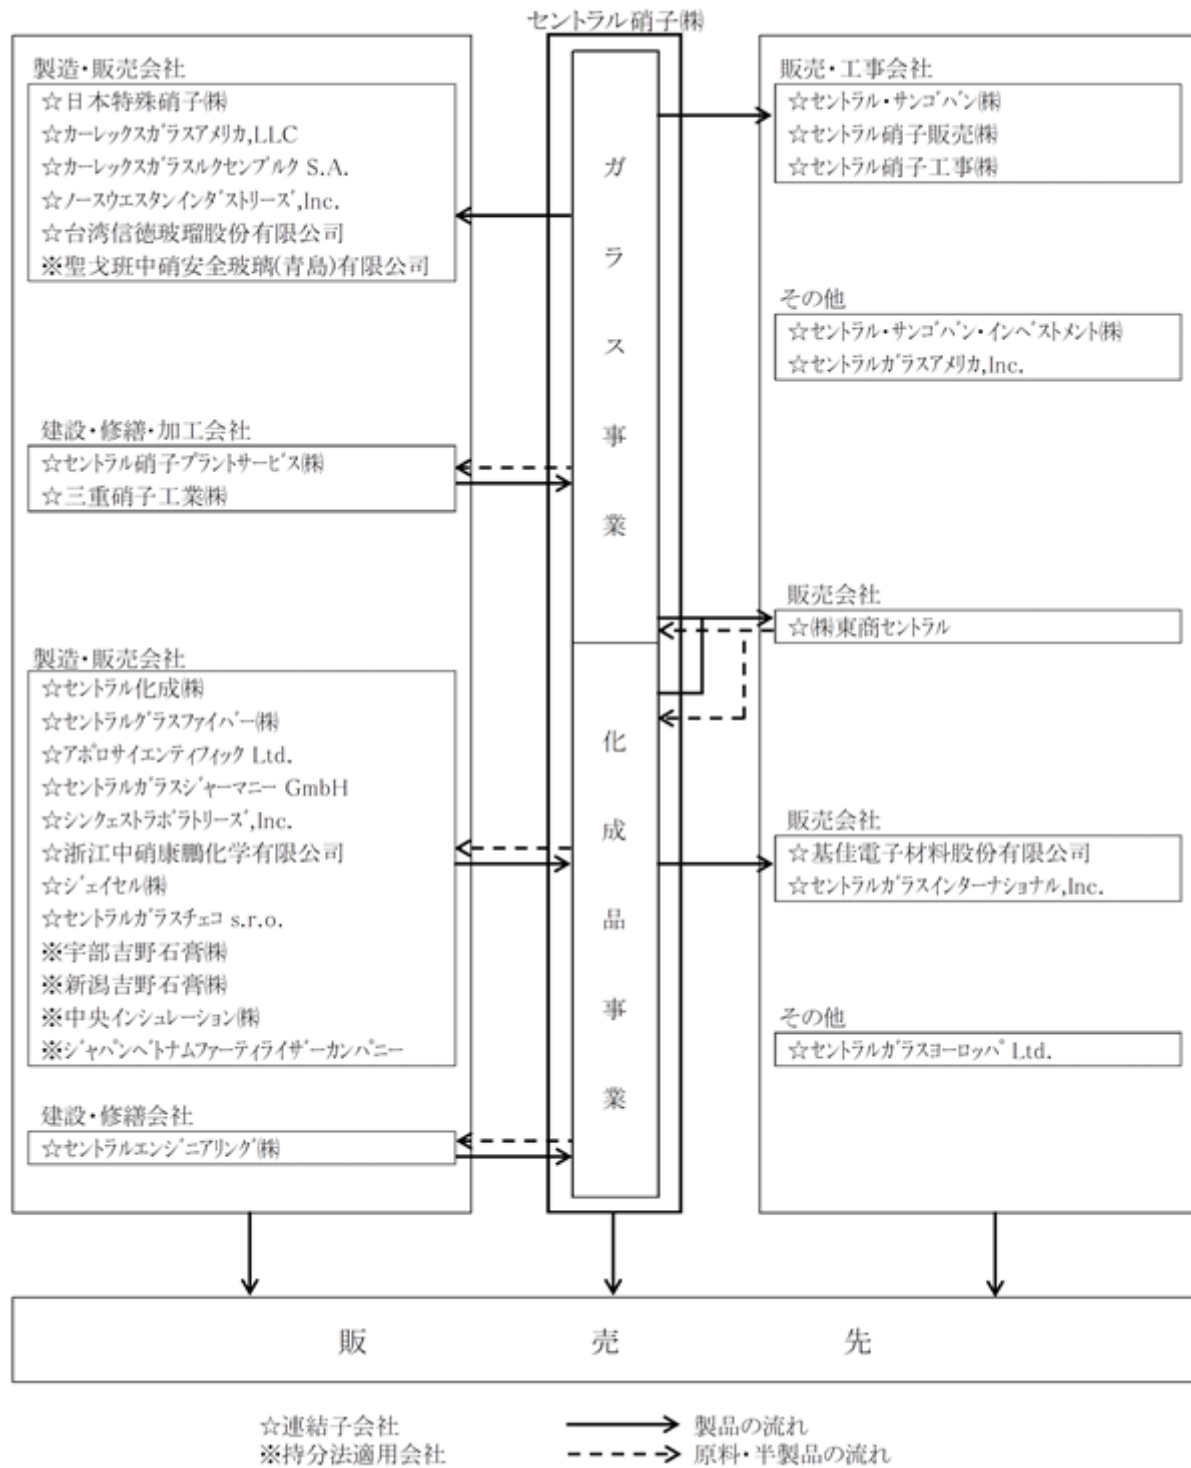 セントラル硝子㈱
製造・販売会社
☆日本特殊硝子㈱
☆カーレックスガラスアメリカ,LLC
☆カーレックスガラスルクセンブルク S.A.
☆ノースウエスタンインダストリーズ,Inc.
☆台湾信徳玻瑠股份有限公司
※聖戈班中硝安全玻璃(青島)有限公司
建設・修繕・加工会社
☆セントラル硝子プラントサービス㈱
☆三重硝子工業㈱
製造・販売会社
☆セントラル化成㈱
☆セントラルグラスファイバー㈱
☆アポロサイエンティフィック Ltd.
☆セントラルガラスジャーマニー GmbH
☆シンクェストラボラトリーズ,Inc.
☆浙江中硝康鵬化学有限公司
☆ジェイセル㈱
☆セントラルガラスチェコ s.r.o.
※宇部吉野石膏㈱
※新潟吉野石膏㈱
※中央インシュレーション㈱
※ジャパンベトナムファーティライザーカンパニー
建設・修繕会社
☆セントラルエンジニアリング㈱
ガラス事業
化成品事業
販売・工事会社
☆セントラル・サンゴバン㈱
☆セントラル硝子販売㈱
☆セントラル硝子工事㈱
その他
☆セントラル・サンゴバン・インベストメント㈱
☆セントラルガラスアメリカ,Inc.
販売会社
☆㈱東商セントラル
販売会社
☆基佳電子材料股份有限公司
☆セントラルガラスインターナショナル,Inc.
その他
☆セントラルガラスヨーロッパ Ltd.
販売先
☆連結子会社
※持分法適用会社
製品の流れ
原料・半製品の流れ